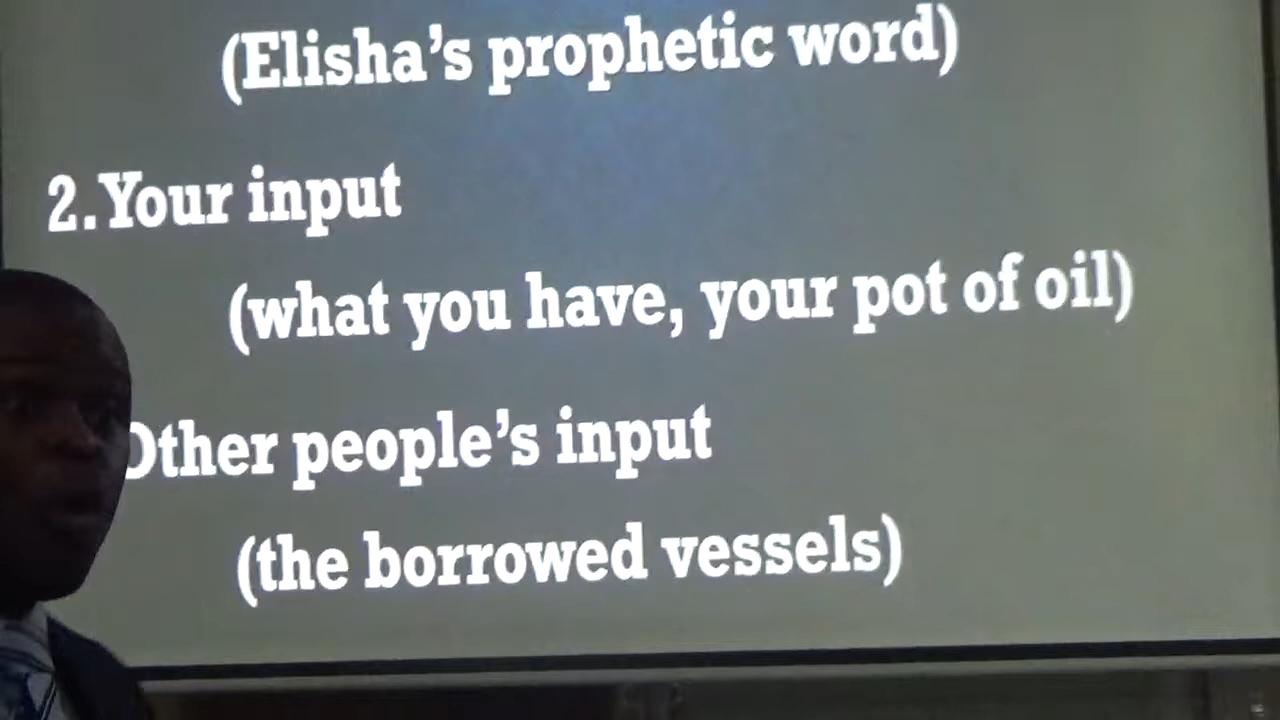 (Elisha's prophetic word)
2. Your input
(what you have, your pot of oil)
Other people's input
(the borrowed vessels)